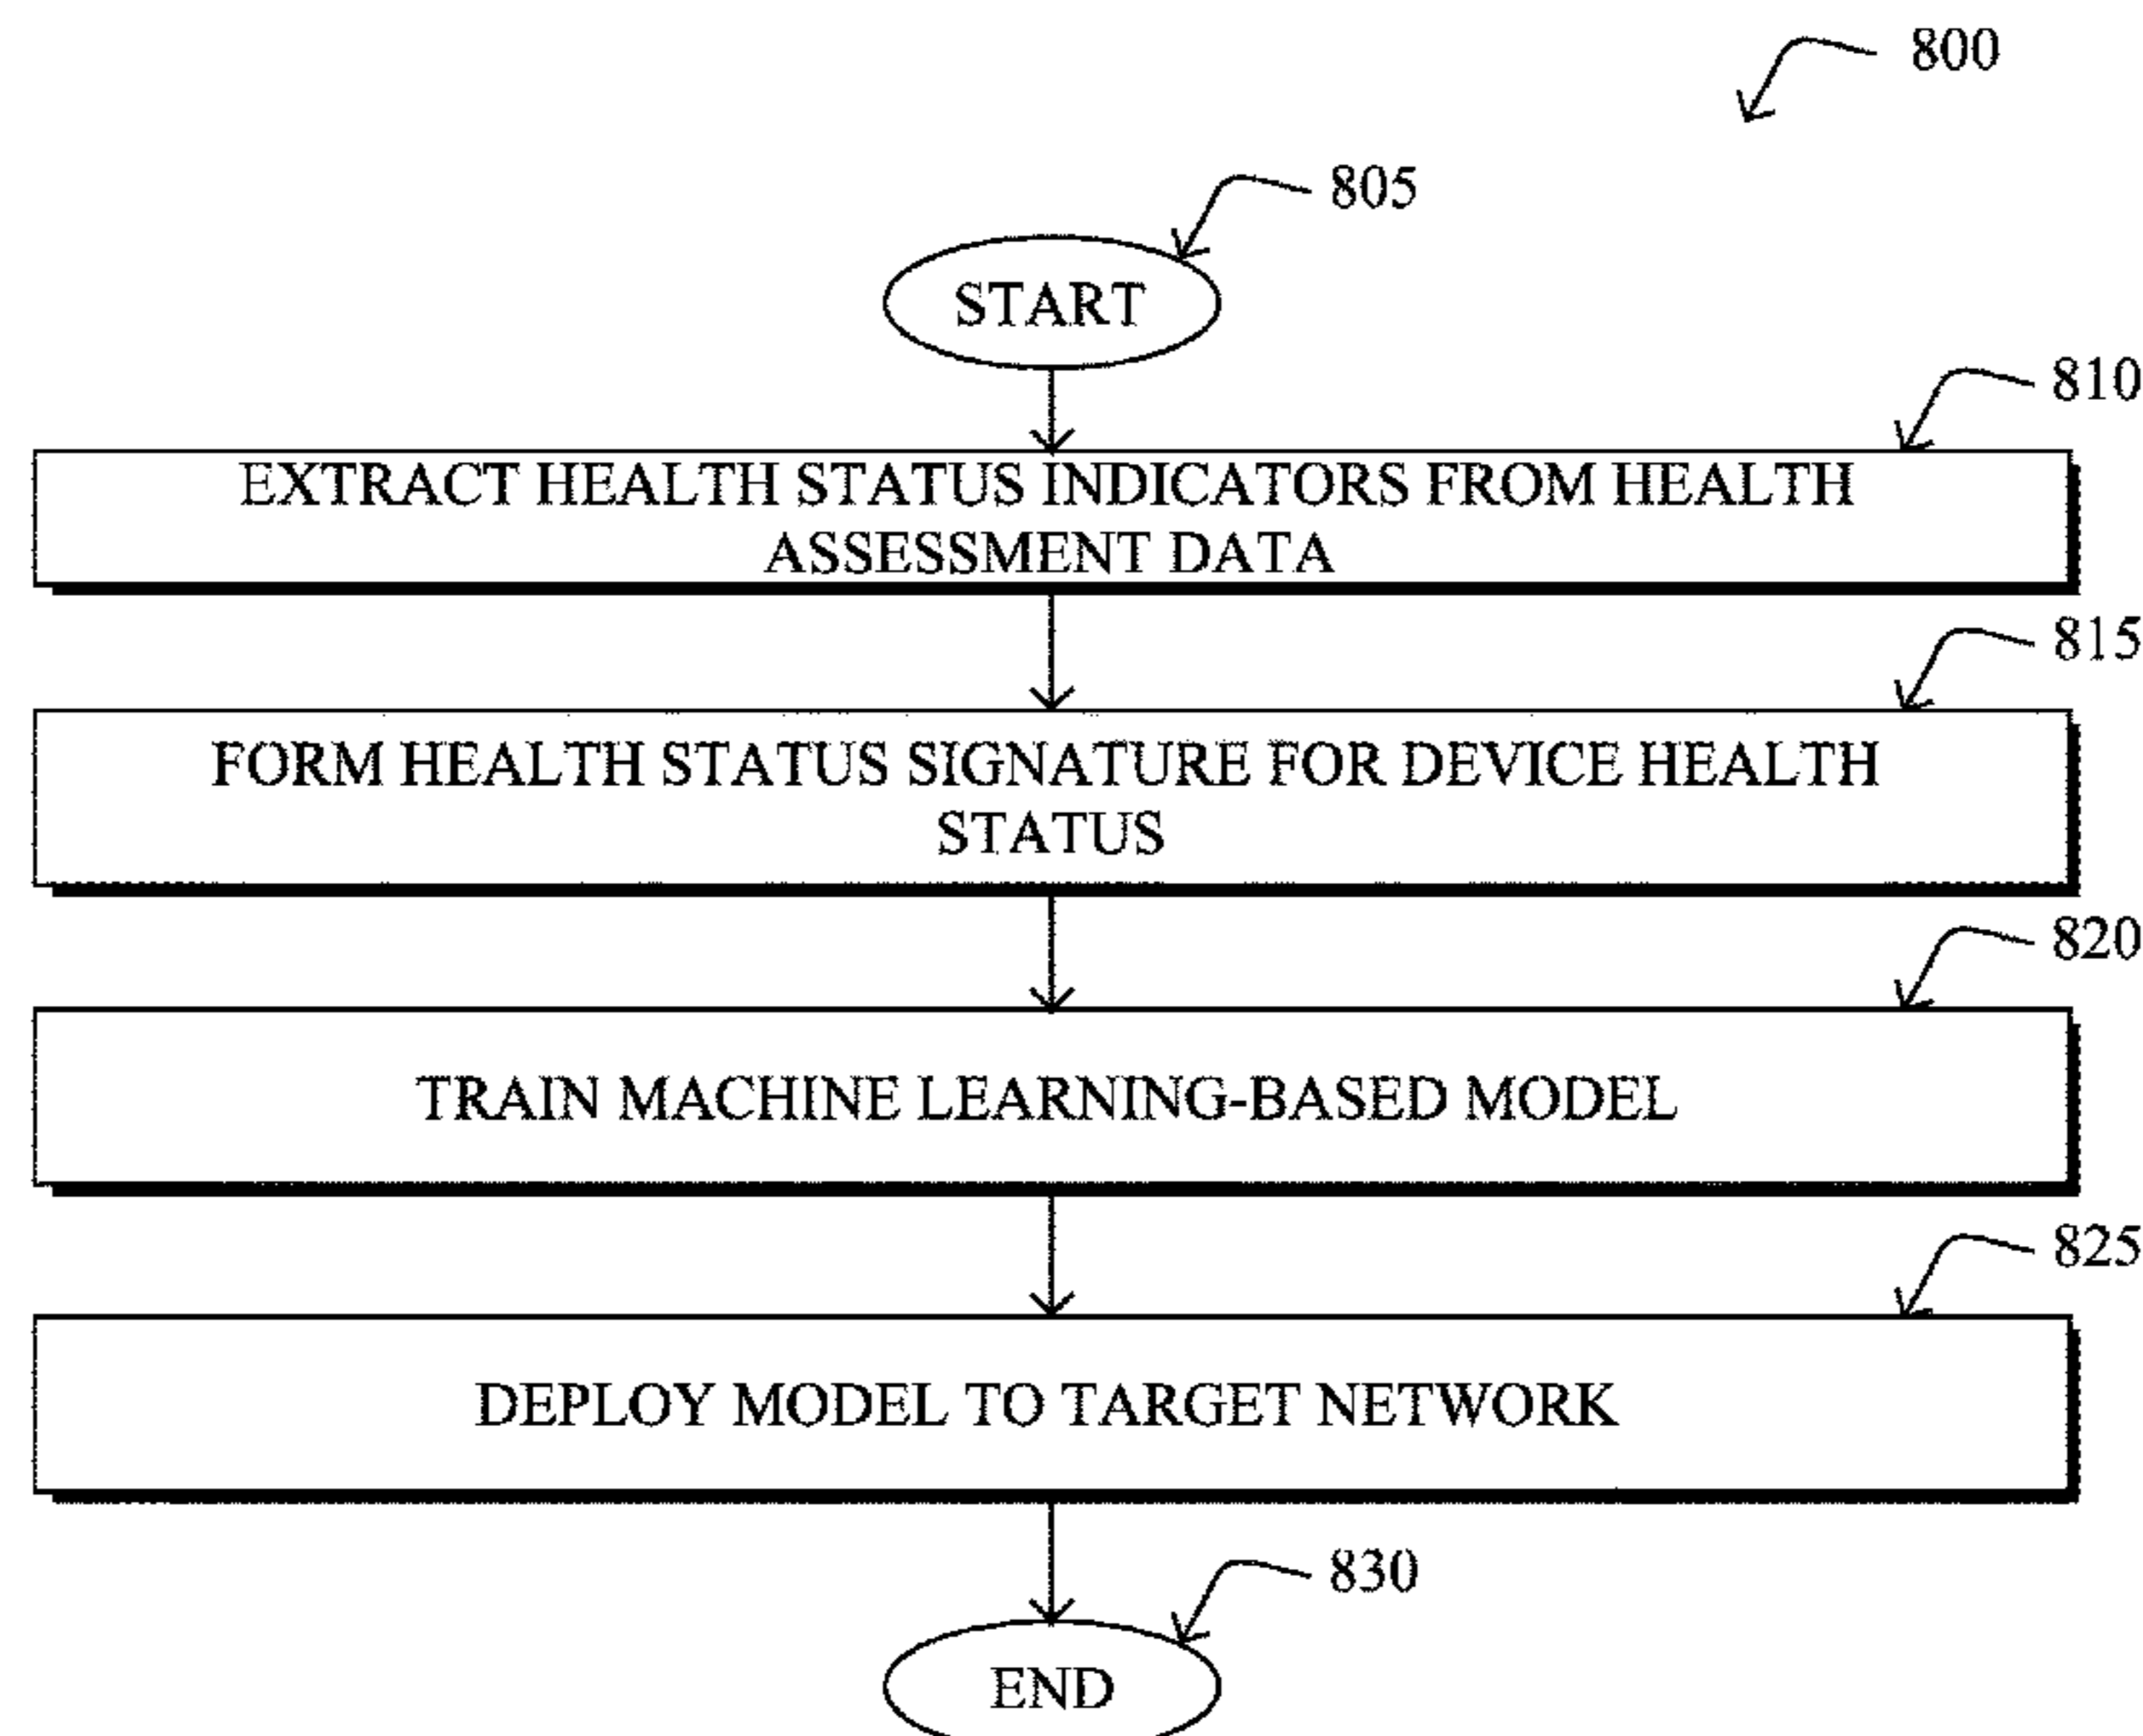 800
805
START
810
EXTRACT HEALTH STATUS INDICATORS FROM HEALTH
ASSESSMENT DATA
815
FORM HEALTH STATUS SIGNATURE FOR DEVICE HEALTH
STATUS
820
TRAIN MACHINE LEARNING-BASED MODEL
825
DEPLOY MODEL TO TARGET NETWORK
830
END